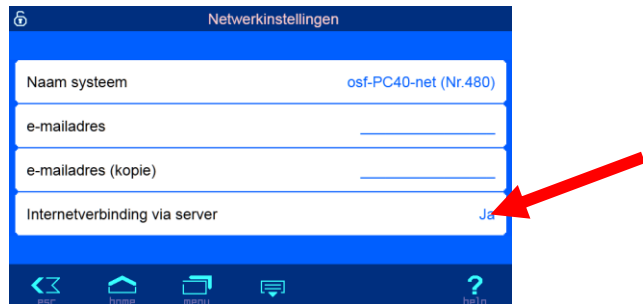 Netwerkinstellingen
Naam systeem osf-PC40-net (Nr.480)
e-mailadres
e-mailadres (kopie)
Internetverbinding via server Ja
esc home menu ? help